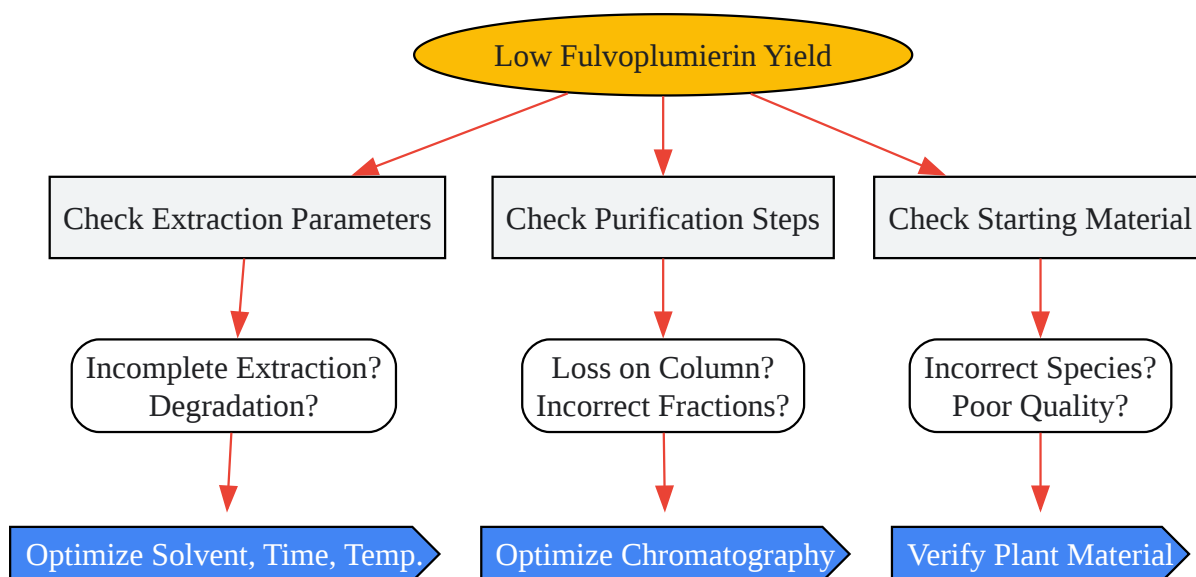 Low Fulvoplumierin Yield
Check Extraction Parameters
Check Purification Steps
Check Starting Material
Incomplete Extraction?
Degradation?
Loss on Column?
Incorrect Fractions?
Incorrect Species?
Poor Quality?
Optimize Solvent, Time, Temp.
Optimize Chromatography
Verify Plant Material